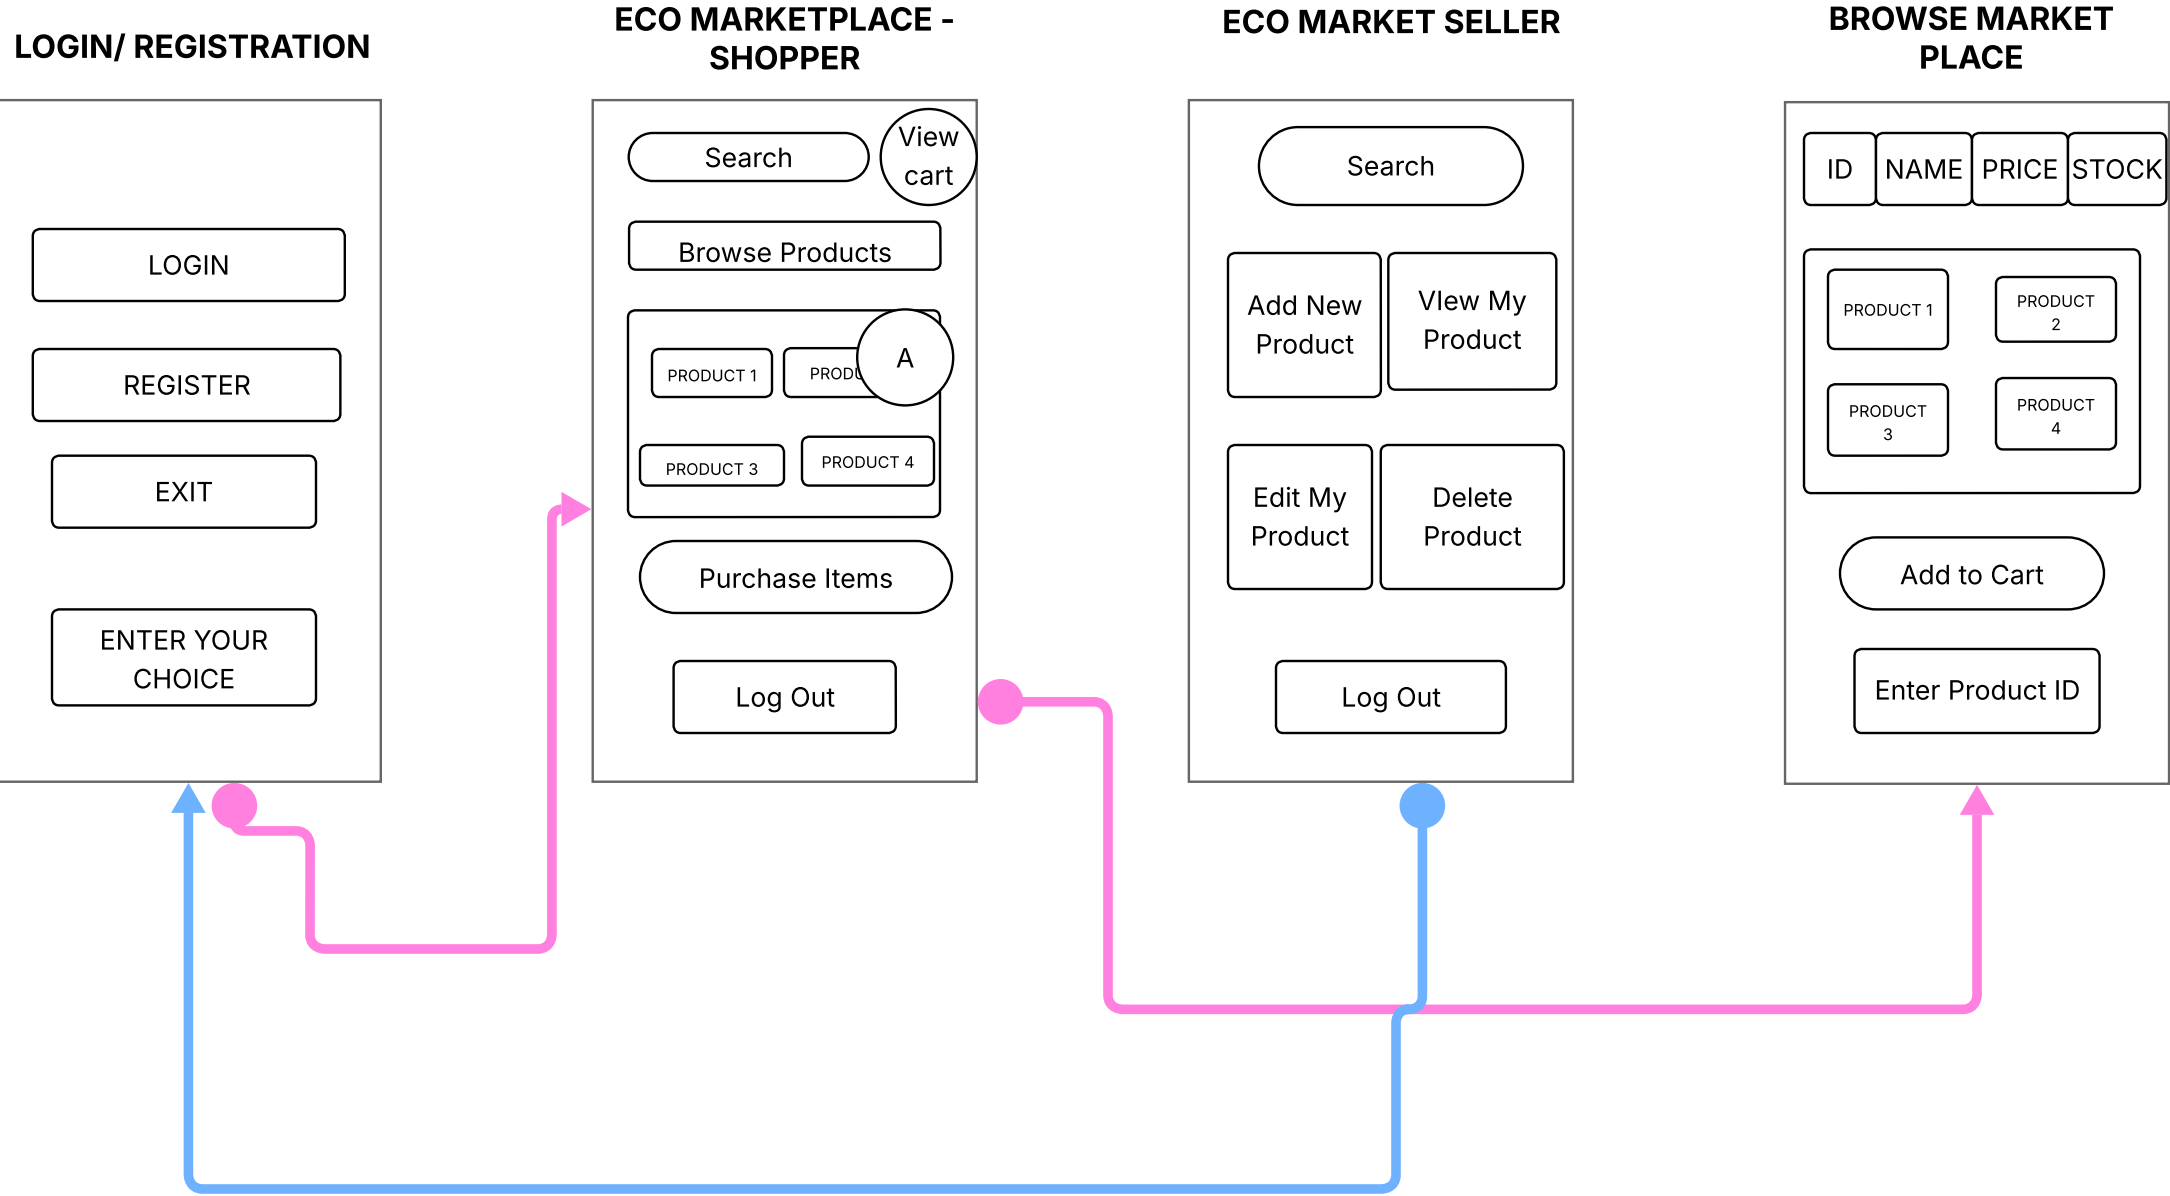 LOGIN/ REGISTRATION
LOGIN
REGISTER
EXIT
ENTER YOUR
CHOICE
ECO MARKETPLACE -
SHOPPER
Search
View
cart
Browse Products
PRODUCT 1
PRODU
A
PRODUCT 3
PRODUCT 4
Purchase Items
Log Out
ECO MARKET SELLER
Search
Add New
Product
VIew My
Product
Edit My
Product
Delete
Product
Log Out
BROWSE MARKET
PLACE
ID
NAME
PRICE
STOCK
PRODUCT 1
PRODUCT
2
PRODUCT
3
PRODUCT
4
Add to Cart
Enter Product ID